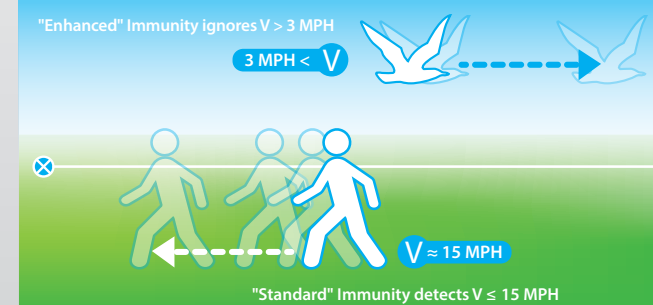 "Enhanced" Immunity ignores V > 3 MPH
3 MPH < V
V ≈ 15 MPH
"Standard" Immunity detects V ≤ 15 MPH